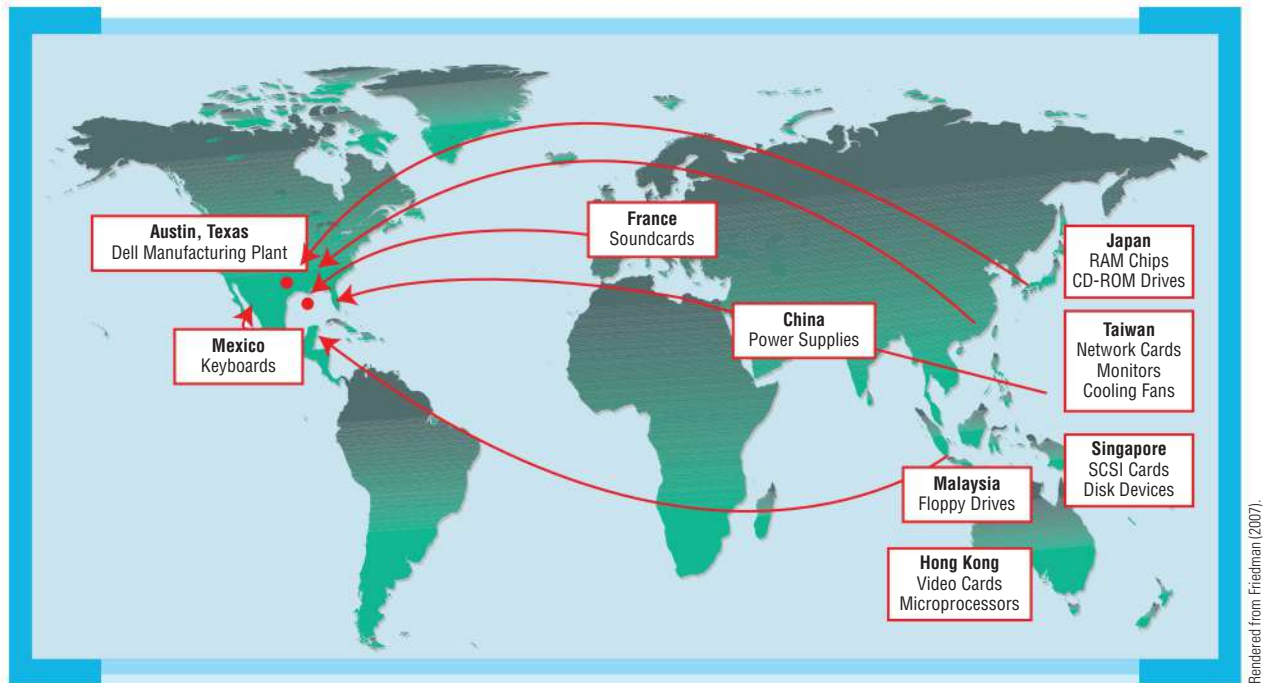 Austin, Texas
Dell Manufacturing Plant
Mexico
Keyboards
France
Soundcards
China
Power Supplies
Japan
RAM Chips
CD-ROM Drives
Taiwan
Network Cards
Monitors
Cooling Fans
Singapore
SCSI Cards
Disk Devices
Malaysia
Floppy Drives
Hong Kong
Video Cards
Microprocessors
Rendered from Friedman (2007).